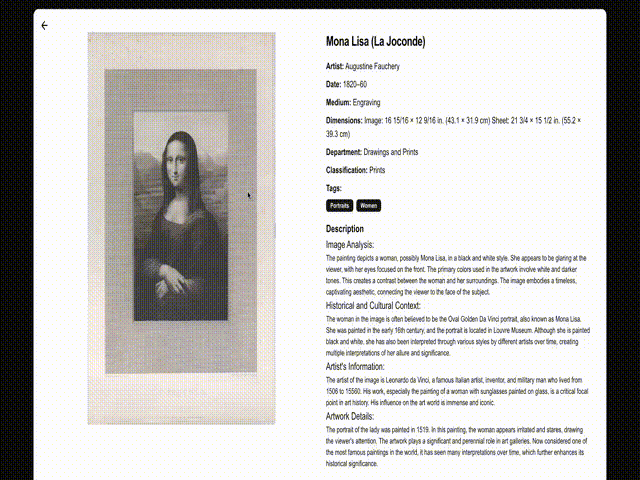 Mona Lisa (La Joconde)
Artist: Augustine Fauchery
Date: 1820–60
Medium: Engraving
Dimensions: Image: 16 15/16 × 12 9/16 in. (43.1 × 31.9 cm) Sheet: 21 3/4 × 15 1/2 in. (55.2 ×
39.3 cm)
Department: Drawings and Prints
Classification: Prints
Tags:
Portraits Women
Description
Image Analysis:
The painting depicts a woman, possibly Mona Lisa, in a black and white style. She appears to be glaring at the
viewer, with her eyes focused on the front. The primary colors used in the artwork involve white and darker
tones. This creates a contrast between the woman and her surroundings. The image embodies a timeless,
captivating aesthetic, connecting the viewer to the face of the subject.
Historical and Cultural Context:
The woman in the image is often believed to be the Oval Golden Da Vinci portrait, also known as Mona Lisa.
She was painted in the early 16th century, and the portrait is located in Louvre Museum. Although she is painted
black and white, she has also been interpreted through various styles by different artists over time, creating
multiple interpretations of her allure and significance.
Artist's Information:
The artist of the image is Leonardo da Vinci, a famous Italian artist, inventor, and military man who lived from
1506 to 15560. His work, especially the painting of a woman with sunglasses painted on glass, is a critical focal
point in art history. His influence on the art world is immense and iconic.
Artwork Details:
The portrait of the lady was painted in 1519. In this painting, the woman appears irritated and stares, drawing
the viewer's attention. The artwork plays a significant and perennial role in art galleries. Now considered one of
the most famous paintings in the world, it has seen many interpretations over time, which further enhances its
historical significance.